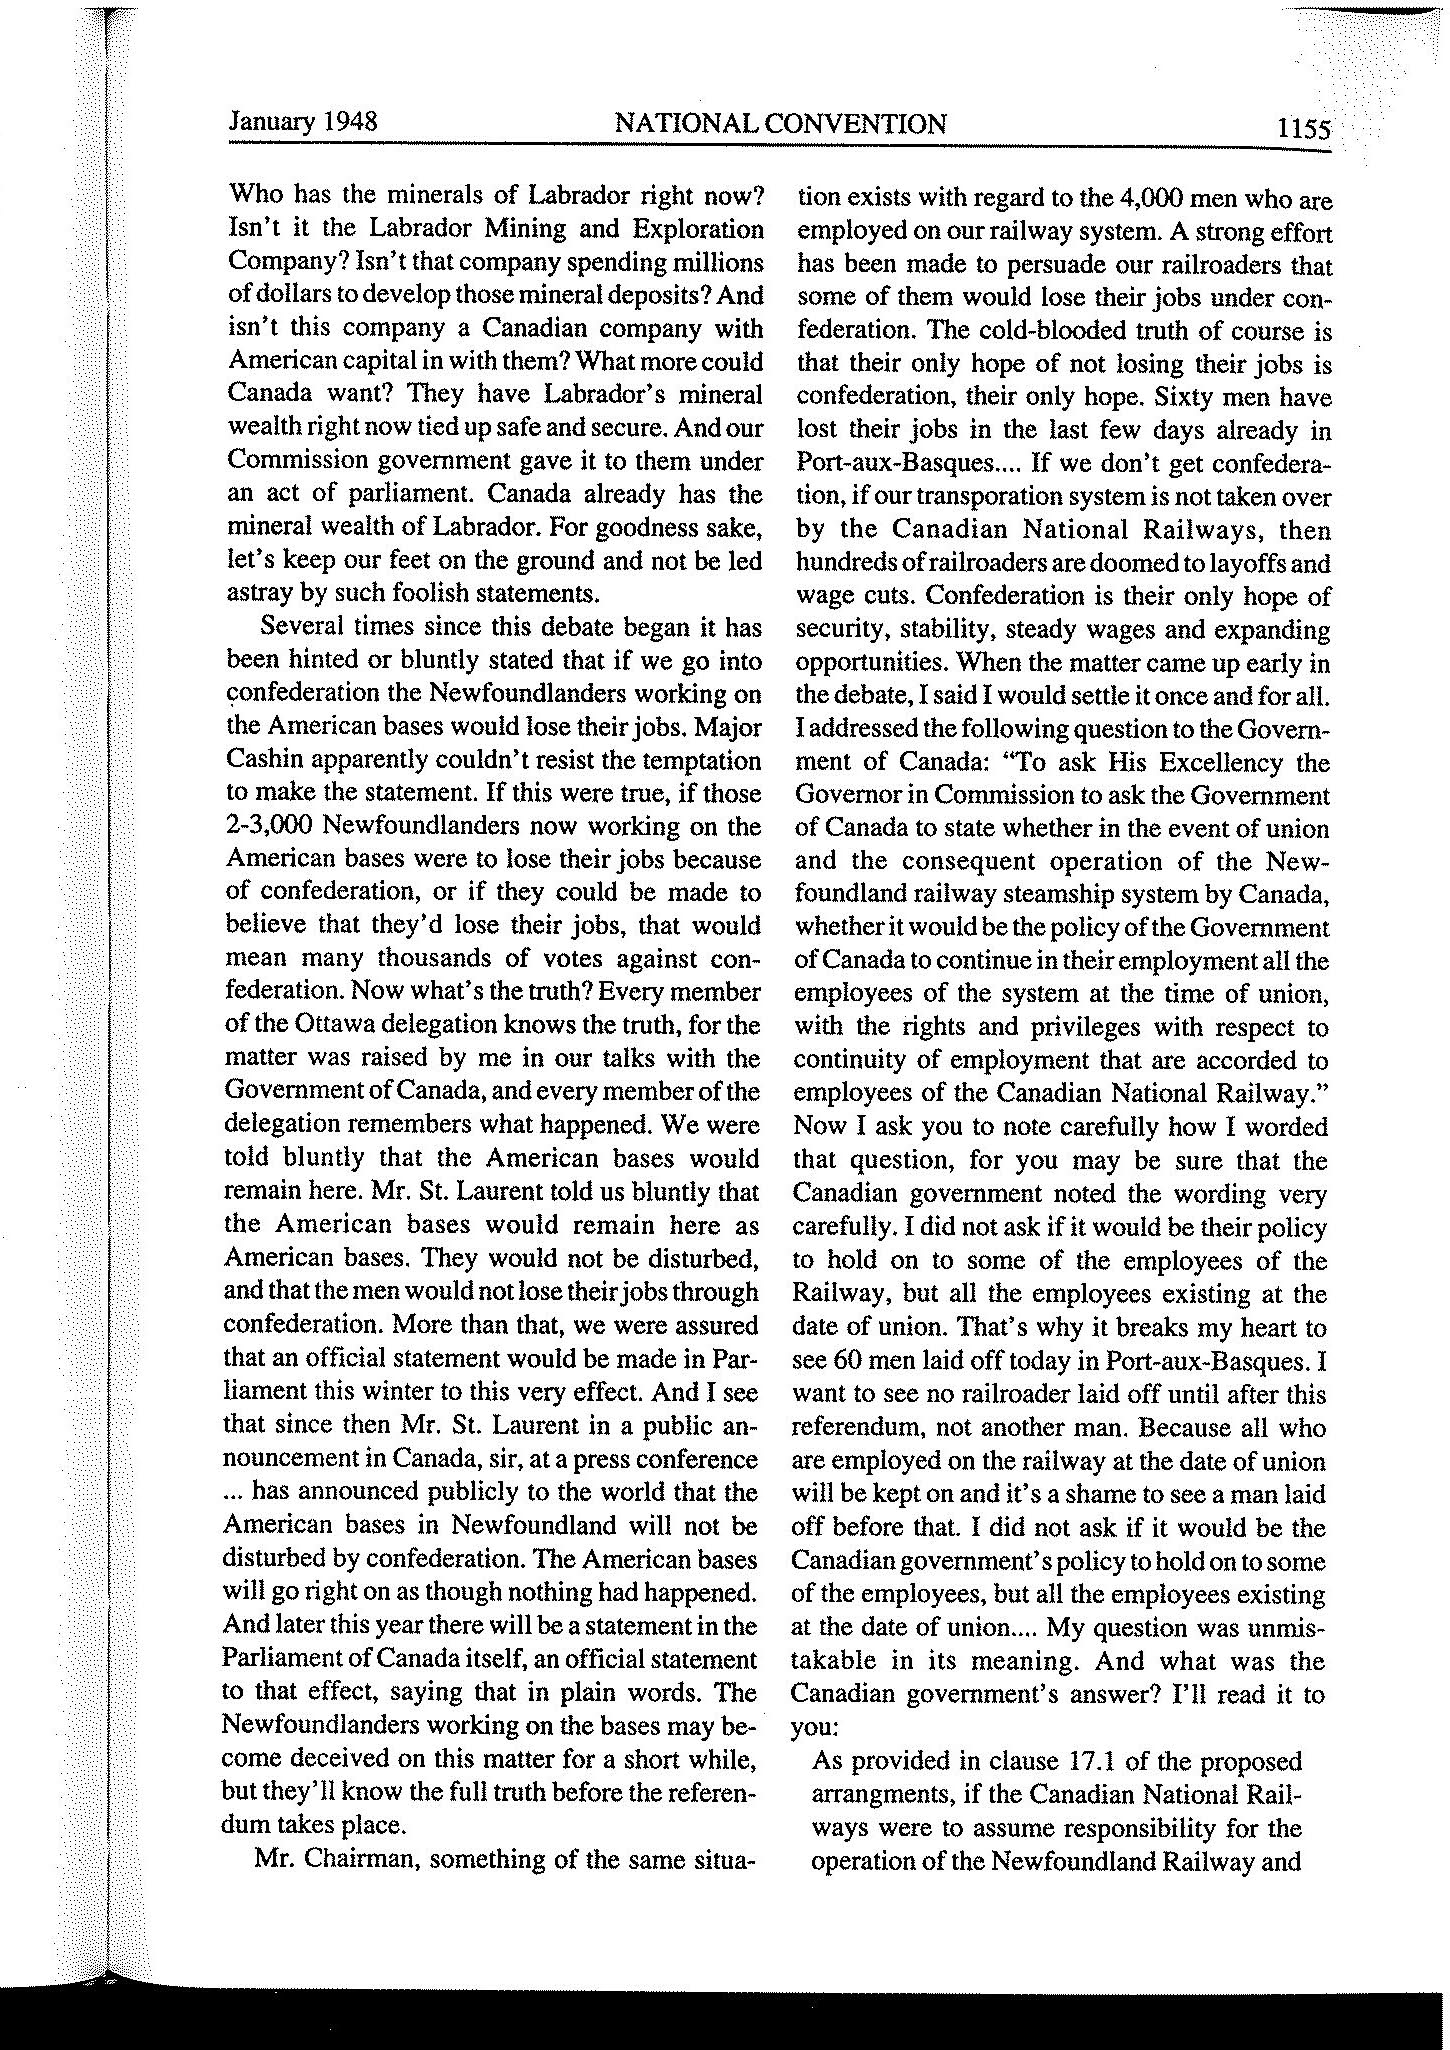 January 1948
NATIONAL CONVENTION
1155
Who has the minerals of Labrador right now?
Isn't it the Labrador Mining and Exploration
Company? Isn't that company spending millions
of dollars to develop those mineral deposits? And
isn't this company a Canadian company with
American capital in with them? What more could
Canada want? They have Labrador's mineral
wealth right now tied up safe and secure. And our
Commission government gave it to them under
an act of parliament. Canada already has the
mineral wealth of Labrador. For goodness sake,
let's keep our feet on the ground and not be led
astray by such foolish statements.
Several times since this debate began it has
been hinted or bluntly stated that if we go into
confederation the Newfoundlanders working on
the American bases would lose their jobs. Major
Cashin apparently couldn't resist the temptation
to make the statement. If this were true, if those
2-3,000 Newfoundlanders now working on the
American bases were to lose their jobs because
of confederation, or if they could be made to
believe that they'd lose their jobs, that would
mean many thousands of votes against con-
federation. Now what's the truth? Every member
of the Ottawa delegation knows the truth, for the
matter was raised by me in our talks with the
Government of Canada, and every member of the
delegation remembers what happened. We were
told bluntly that the American bases would
remain here. Mr. St. Laurent told us bluntly that
the American bases would remain here as
American bases. They would not be disturbed,
and that the men would not lose their jobs through
confederation. More than that, we were assured
that an official statement would be made in Par-
liament this winter to this very effect. And I see
that since then Mr. St. Laurent in a public an-
nouncement in Canada, sir, at a press conference
... has announced publicly to the world that the
American bases in Newfoundland will not be
disturbed by confederation. The American bases
will go right on as though nothing had happened.
And later this year there will be a statement in the
Parliament of Canada itself, an official statement
to that effect, saying that in plain words. The
Newfoundlanders working on the bases may be-
come deceived on this matter for a short while,
but they'll know the full truth before the referen-
dum takes place.
Mr. Chairman, something of the same situa-
tion exists with regard to the 4,000 men who are
employed on our railway system. A strong effort
has been made to persuade our railroaders that
some of them would lose their jobs under con-
federation. The cold-blooded truth of course is
that their only hope of not losing their jobs is
confederation, their only hope. Sixty men have
lost their jobs in the last few days already in
Port-aux-Basques.... If we don't get confedera-
tion, if our transporation system is not taken over
by the Canadian National Railways, then
hundreds of railroaders are doomed to layoffs and
wage cuts. Confederation is their only hope of
security, stability, steady wages and expanding
opportunities. When the matter came up early in
the debate, I said I would settle it once and for all.
I addressed the following question to the Govern-
ment of Canada: “To ask His Excellency the
Governor in Commission to ask the Government
of Canada to state whether in the event of union
and the consequent operation of the New-
foundland railway steamship system by Canada,
whether it would be the policy of the Government
of Canada to continue in their employment all the
employees of the system at the time of union,
with the rights and privileges with respect to
continuity of employment that are accorded to
employees of the Canadian National Railway.”
Now I ask you to note carefully how I worded
that question, for you may be sure that the
Canadian government noted the wording very
carefully. I did not ask if it would be their policy
to hold on to some of the employees of the
Railway, but all the employees existing at the
date of union. That's why it breaks my heart to
see 60 men laid off today in Port-aux-Basques. I
want to see no railroader laid off until after this
referendum, not another man. Because all who
are employed on the railway at the date of union
will be kept on and it's a shame to see a man laid
off before that. I did not ask if it would be the
Canadian government's policy to hold on to some
of the employees, but all the employees existing
at the date of union.... My question was unmis-
takable in its meaning. And what was the
Canadian government's answer? I'll read it to
you:
As provided in clause 17.1 of the proposed
arrangments, if the Canadian National Rail-
ways were to assume responsibility for the
operation of the Newfoundland Railway and